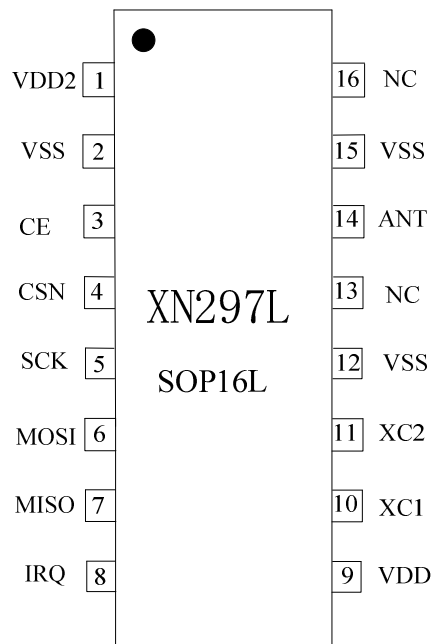 VDD2 1
VSS 2
CE 3
CSN 4
SCK 5
MOSI 6
MISO 7
IRQ 8
XN297L
SOP16L
16 NC
15 VSS
14 ANT
13 NC
12 VSS
11 XC2
10 XC1
9 VDD